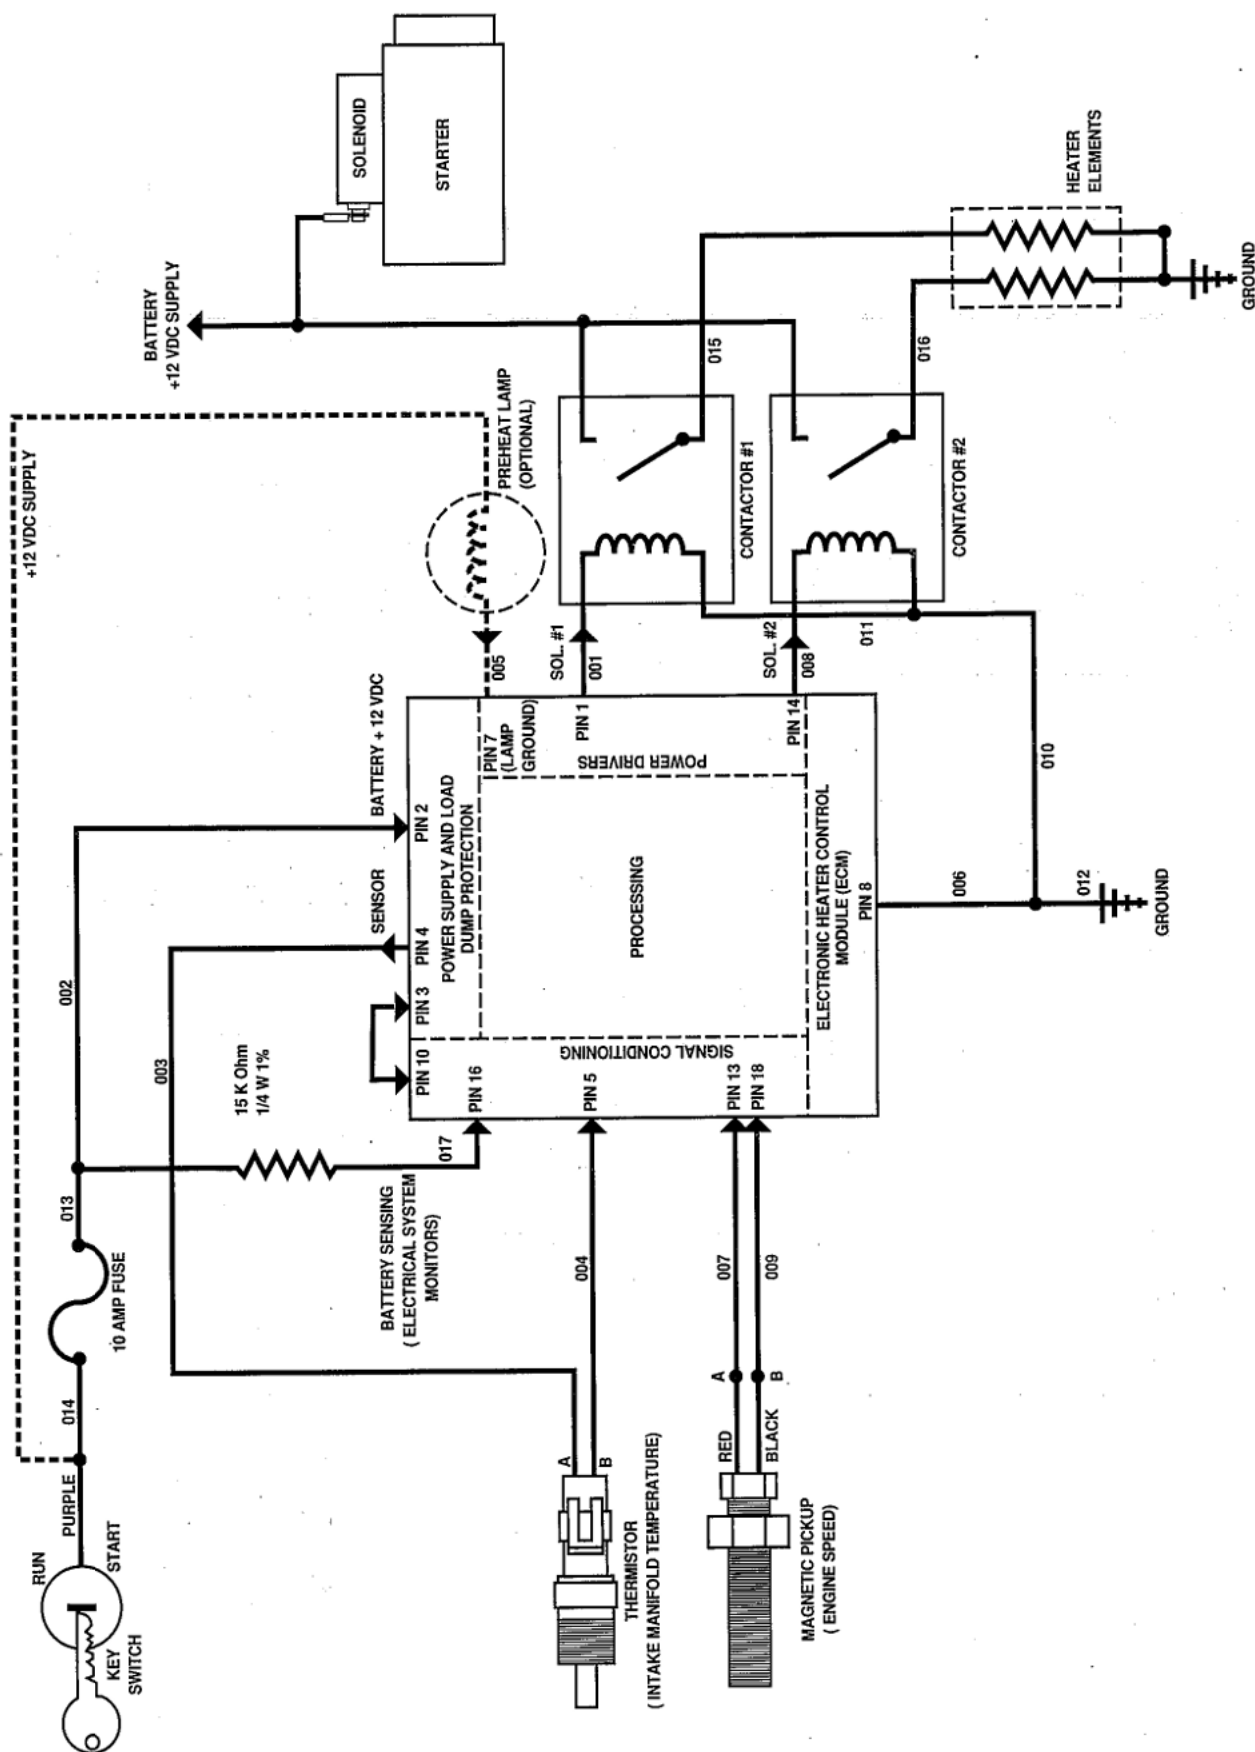 KEY
SWITCH
RUN
START
PURPLE
014
10 AMP FUSE
013
002
+12 VDC SUPPLY
15 K Ohm
1/4 W 1%
003
017
BATTERY SENSING
( ELECTRICAL SYSTEM
MONITORS)
SENSOR
BATTERY + 12 VDC
PIN 10
PIN 3
PIN 4
PIN 2
PIN 16
POWER SUPPLY AND LOAD
DUMP PROTECTION
PIN 7
(LAMP
GROUND)
005
PREHEAT LAMP
(OPTIONAL)
BATTERY
+12 VDC SUPPLY
SOLENOID
STARTER
A
B
004
PIN 5
THERMISTOR
( INTAKE MANIFOLD TEMPERATURE)
SIGNAL CONDITIONING
PROCESSING
POWER DRIVERS
PIN 1
SOL. #1
001
CONTACTOR #1
015
RED
A
007
PIN 13
BLACK
B
009
PIN 18
MAGNETIC PICKUP
( ENGINE SPEED)
PIN 14
SOL. #2
008
011
CONTACTOR #2
016
ELECTRONIC HEATER CONTROL
MODULE (ECM)
PIN 8
006
010
012
GROUND
HEATER
ELEMENTS
GROUND